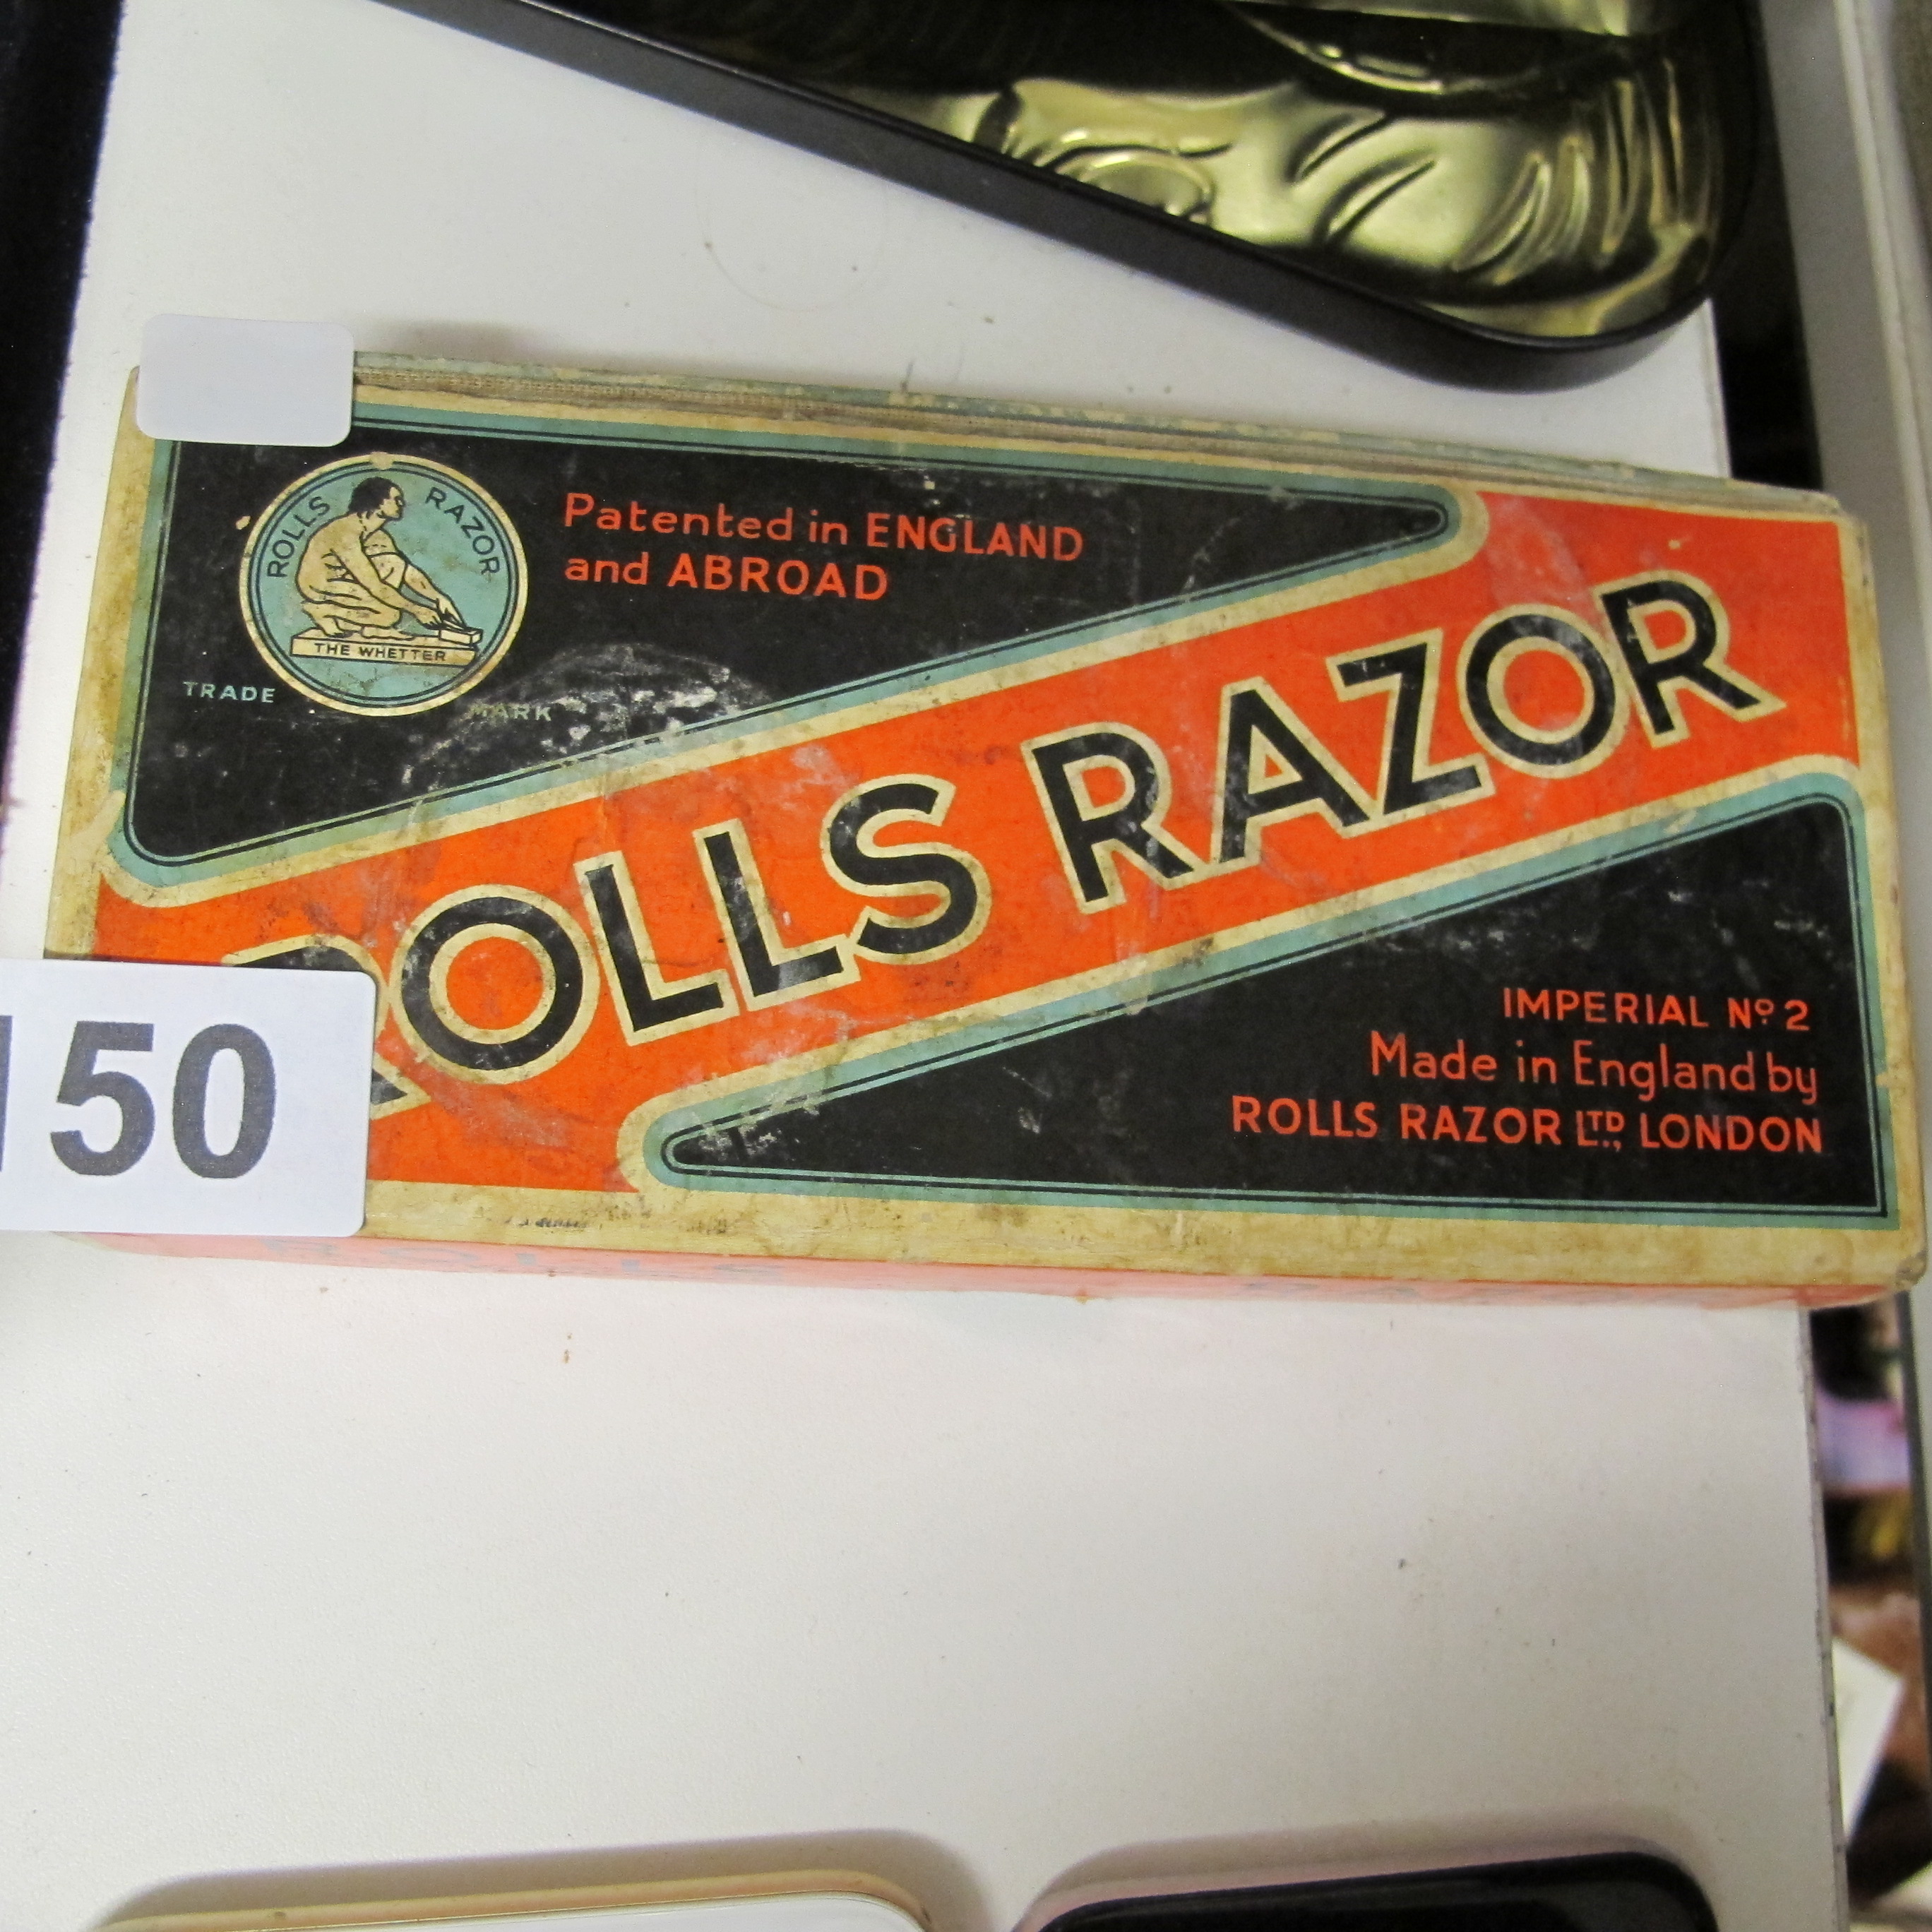 ROLLS RAZOR
THE WHETTER
TRADE MARK
Patented in ENGLAND
and ABROAD
ROLLS RAZOR
IMPERIAL Nº 2
Made in England by
ROLLS RAZOR LTD., LONDON
150